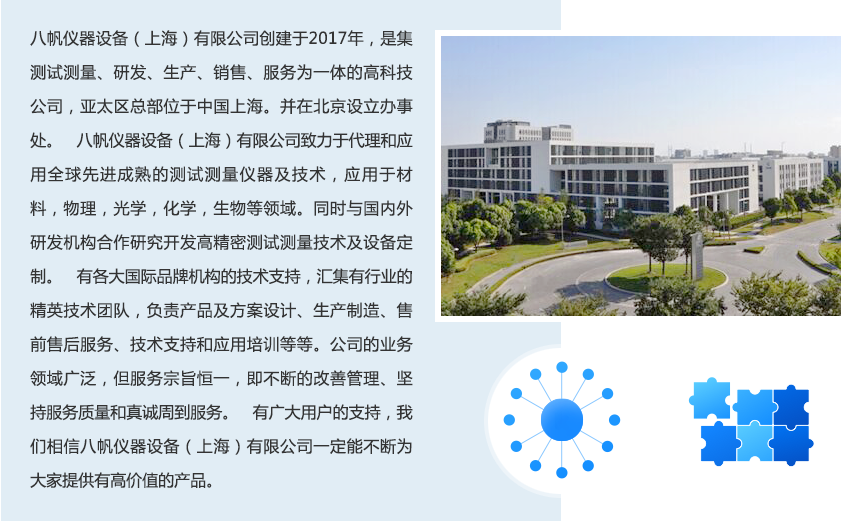 八帆仪器设备（上海）有限公司创建于2017年，是集
测试测量、研发、生产、销售、服务为一体的高科技
公司，亚太区总部位于中国上海。并在北京设立办事
处。　八帆仪器设备（上海）有限公司致力于代理和应
用全球先进成熟的测试测量仪器及技术，应用于材
料，物理，光学，化学，生物等领域。同时与国内外
研发机构合作研究开发高精密测试测量技术及设备定
制。　有各大国际品牌机构的技术支持，汇集有行业的
精英技术团队，负责产品及方案设计、生产制造、售
前售后服务、技术支持和应用培训等等。公司的业务
领域广泛，但服务宗旨恒一，即不断的改善管理、坚
持服务质量和真诚周到服务。　有广大用户的支持，我
们相信八帆仪器设备（上海）有限公司一定能不断为
大家提供有高价值的产品。